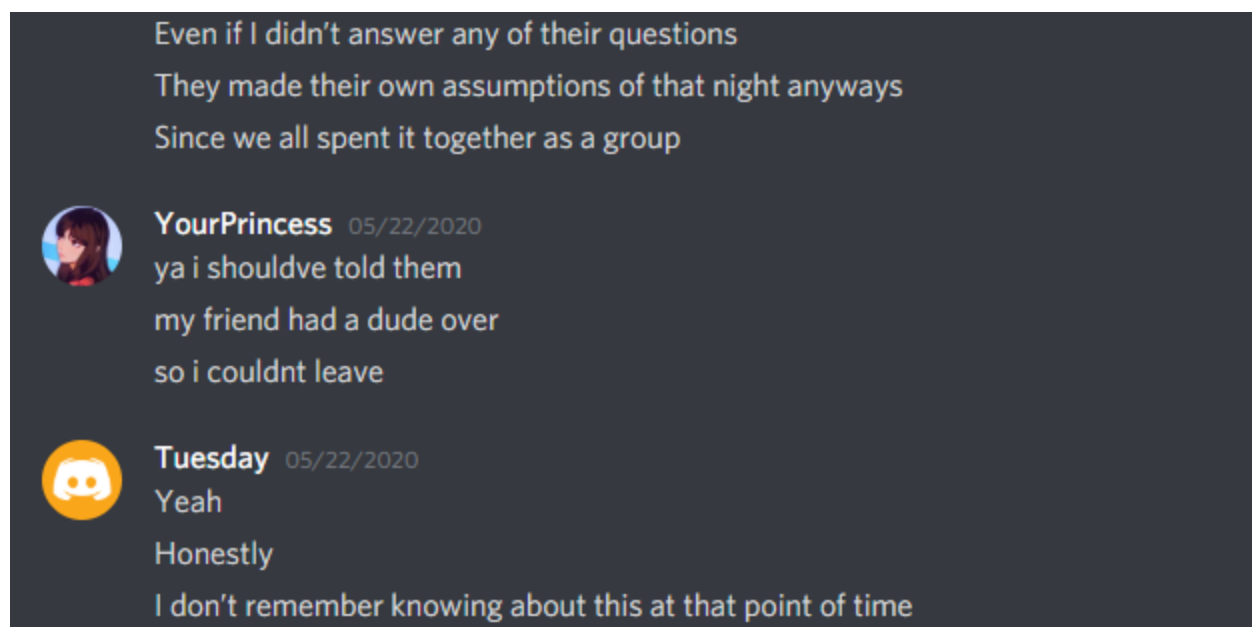 Even if I didn’t answer any of their questions
They made their own assumptions of that night anyways
Since we all spent it together as a group
YourPrincess 05/22/2020
ya i shouldve told them
my friend had a dude over
so i couldnt leave
Tuesday 05/22/2020
Yeah
Honestly
I don’t remember knowing about this at that point of time